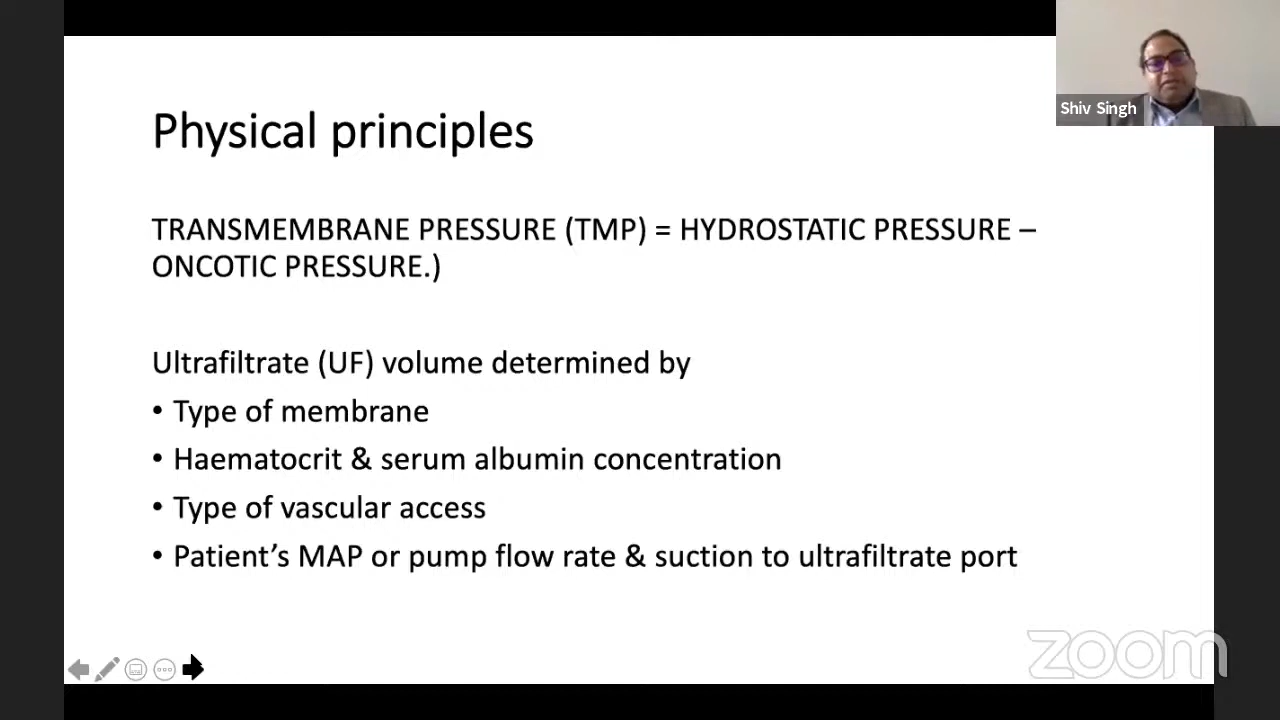 Shiv Singh
Physical principles
TRANSMEMBRANE PRESSURE (TMP) = HYDROSTATIC PRESSURE –
ONCOTIC PRESSURE.)
Ultrafiltrate (UF) volume determined by
• Type of membrane
• Haematocrit & serum albumin concentration
• Type of vascular access
• Patient’s MAP or pump flow rate & suction to ultrafiltrate port
zoom